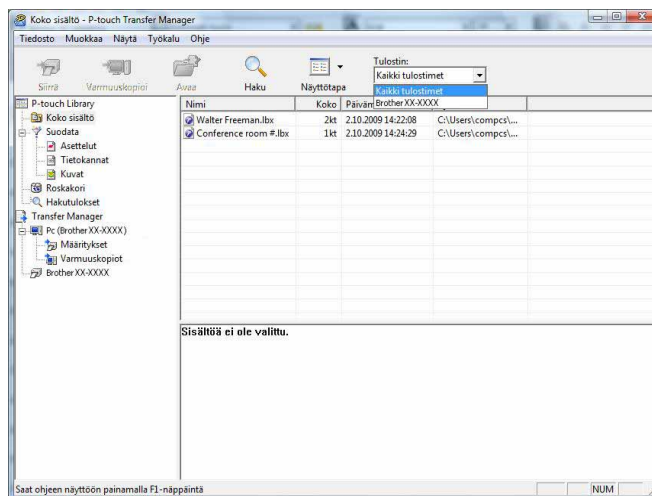 Koko sisältö - P-touch Transfer Manager
Tiedosto Muokkaa Näytä Työkalu Ohje
Tulostin:
Kaikki tulostimet
Siirrä Varmuuskopioi Avaa Haku Näyttötapa
Kaikki tulostimet
Brother XX-XXXX
P-touch Library
Koko sisältö
Suodata
Asettelut
Tietokannat
Kuvat
Roskakori
Hakutulokset
Transfer Manager
Pc (Brother XX-XXXX)
Määritykset
Varmuuskopiot
Brother XX-XXXX
Nimi Koko
Walter Freeman.lbx 2kt 2.10.2009 14:22:08 C:\Users\compcs\...
Conference room #.lbx 1kt 2.10.2009 14:24:29 C:\Users\compcs\...
Sisältöä ei ole valittu.
Saat ohjeen näyttöön painamalla F1-näppäintä
NUM